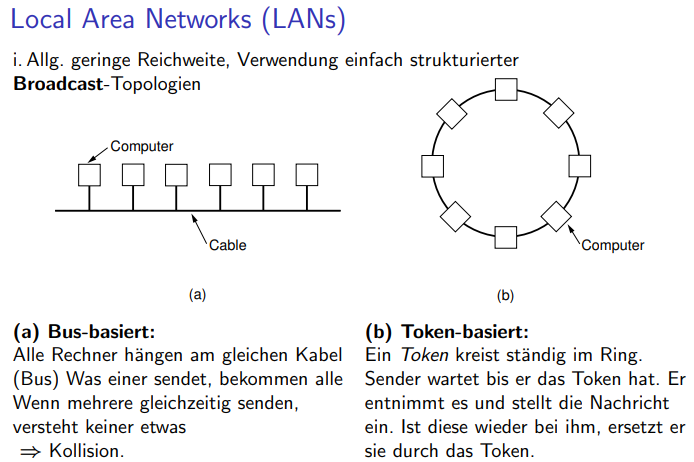 Local Area Networks (LANs)
i. Allg. geringe Reichweite, Verwendung einfach strukturierter
Broadcast-Topologien
Computer
Cable
(a)
Computer
(b)
(a) Bus-basiert:
Alle Rechner hängen am gleichen Kabel
(Bus) Was einer sendet, bekommen alle
Wenn mehrere gleichzeitig senden,
versteht keiner etwas
⇒ Kollision.
(b) Token-basiert:
Ein Token kreist ständig im Ring.
Sender wartet bis er das Token hat. Er
entnimmt es und stellt die Nachricht
ein. Ist diese wieder bei ihm, ersetzt er
sie durch das Token.